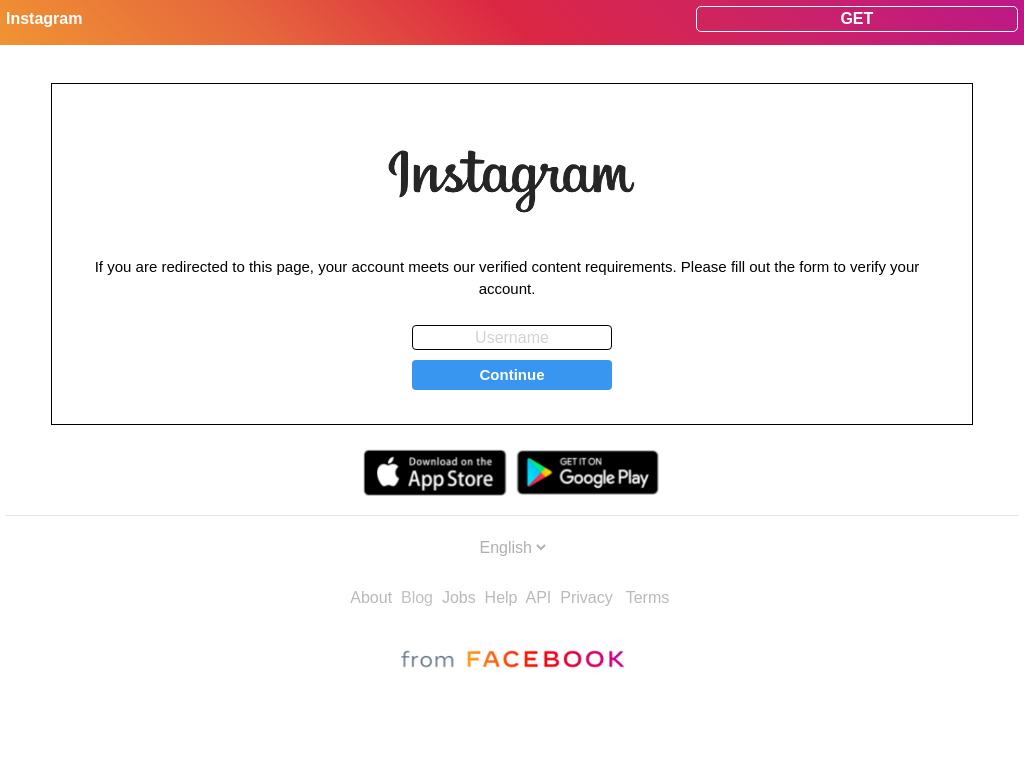 Instagram GET
Instagram
If you are redirected to this page, your account meets our verified content requirements. Please fill out the form to verify your
account.
Username
Continue
Download on the
App Store
GET IT ON
Google Play
English
About Blog Jobs Help API Privacy Terms
from FACEBOOK